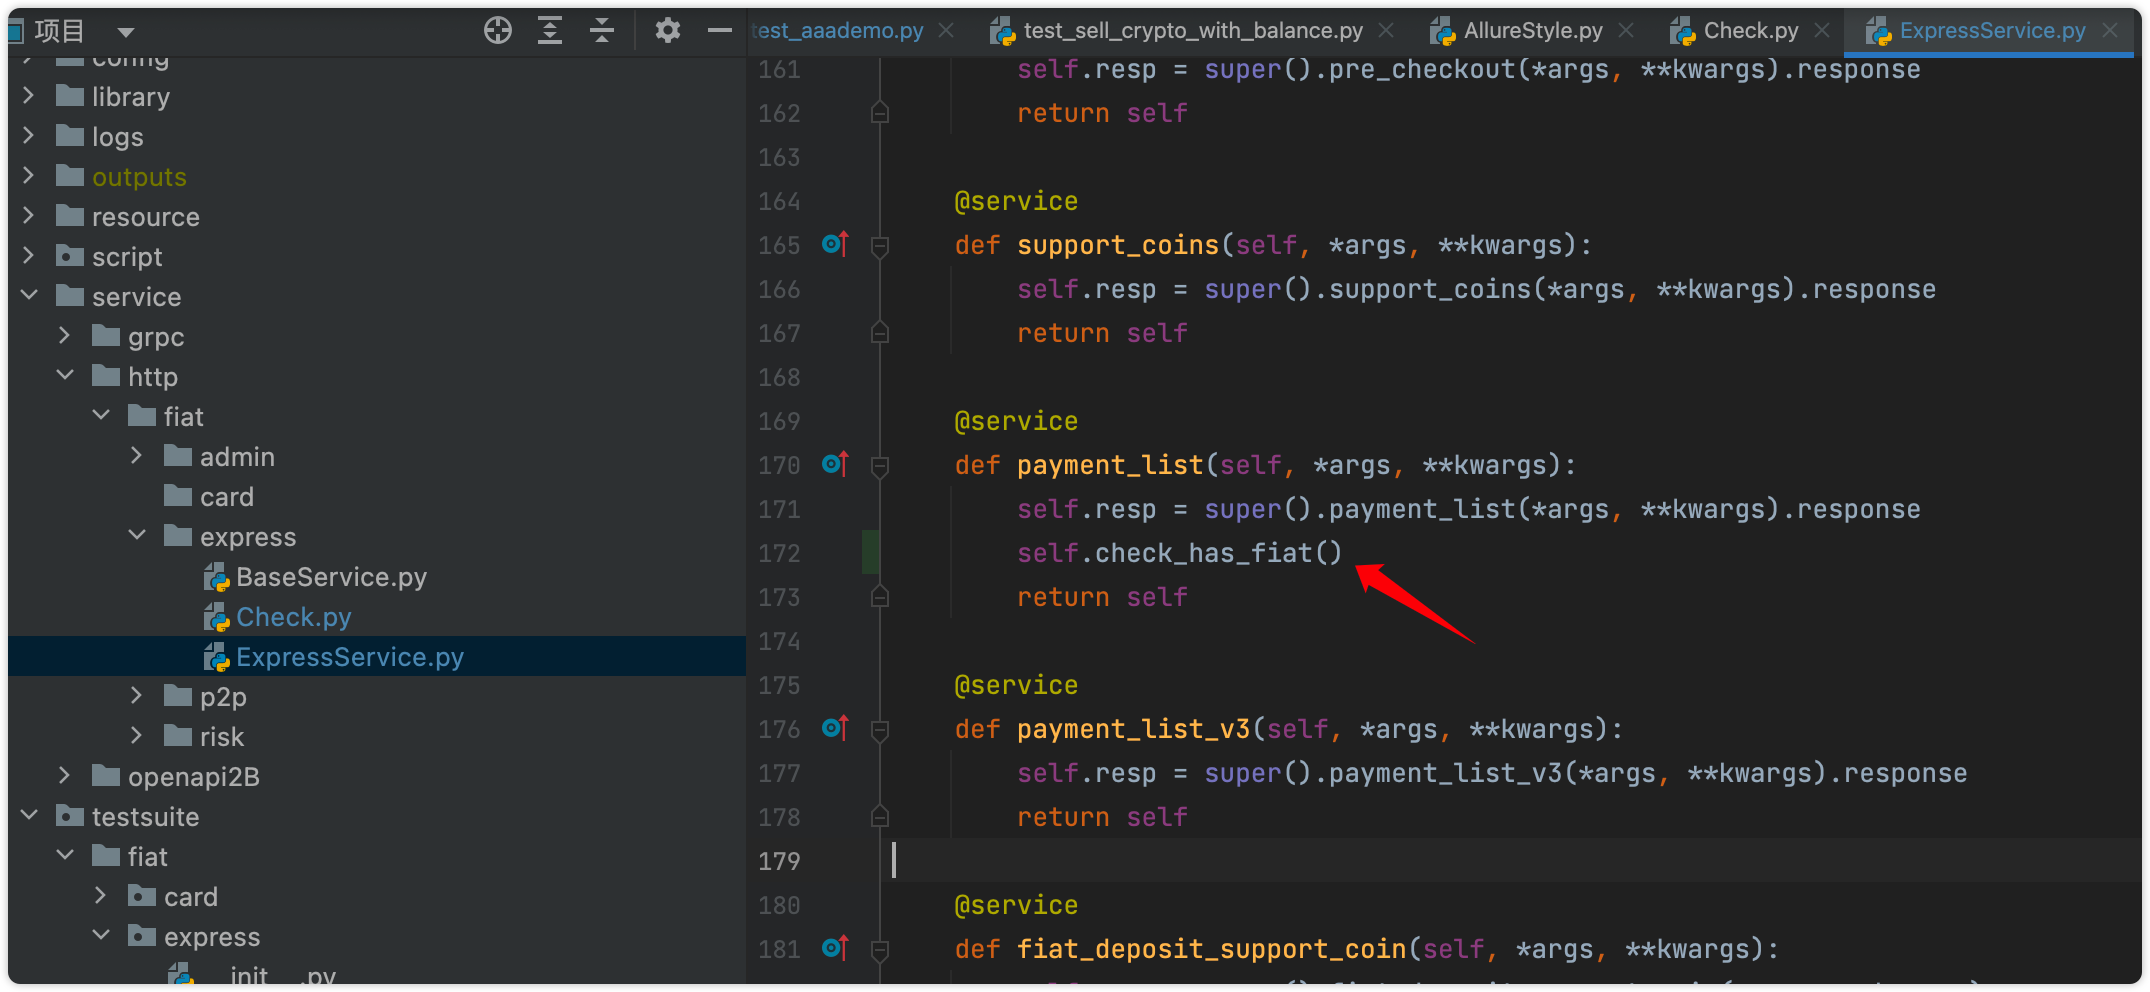 项目
config
library
logs
outputs
resource
script
service
grpc
http
fiat
admin
card
express
BaseService.py
Check.py
ExpressService.py
p2p
risk
openapi2B
testsuite
fiat
card
express
__init__.py
test_aaademo.py
test_sell_crypto_with_balance.py
AllureStyle.py
Check.py
ExpressService.py
161 self.resp = super().pre_checkout(*args, **kwargs).response
162 return self
163
164 @service
165 def support_coins(self, *args, **kwargs):
166 self.resp = super().support_coins(*args, **kwargs).response
167 return self
168
169 @service
170 def payment_list(self, *args, **kwargs):
171 self.resp = super().payment_list(*args, **kwargs).response
172 self.check_has_fiat()
173 return self
174
175 @service
176 def payment_list_v3(self, *args, **kwargs):
177 self.resp = super().payment_list_v3(*args, **kwargs).response
178 return self
179
180 @service
181 def fiat_deposit_support_coin(self, *args, **kwargs):